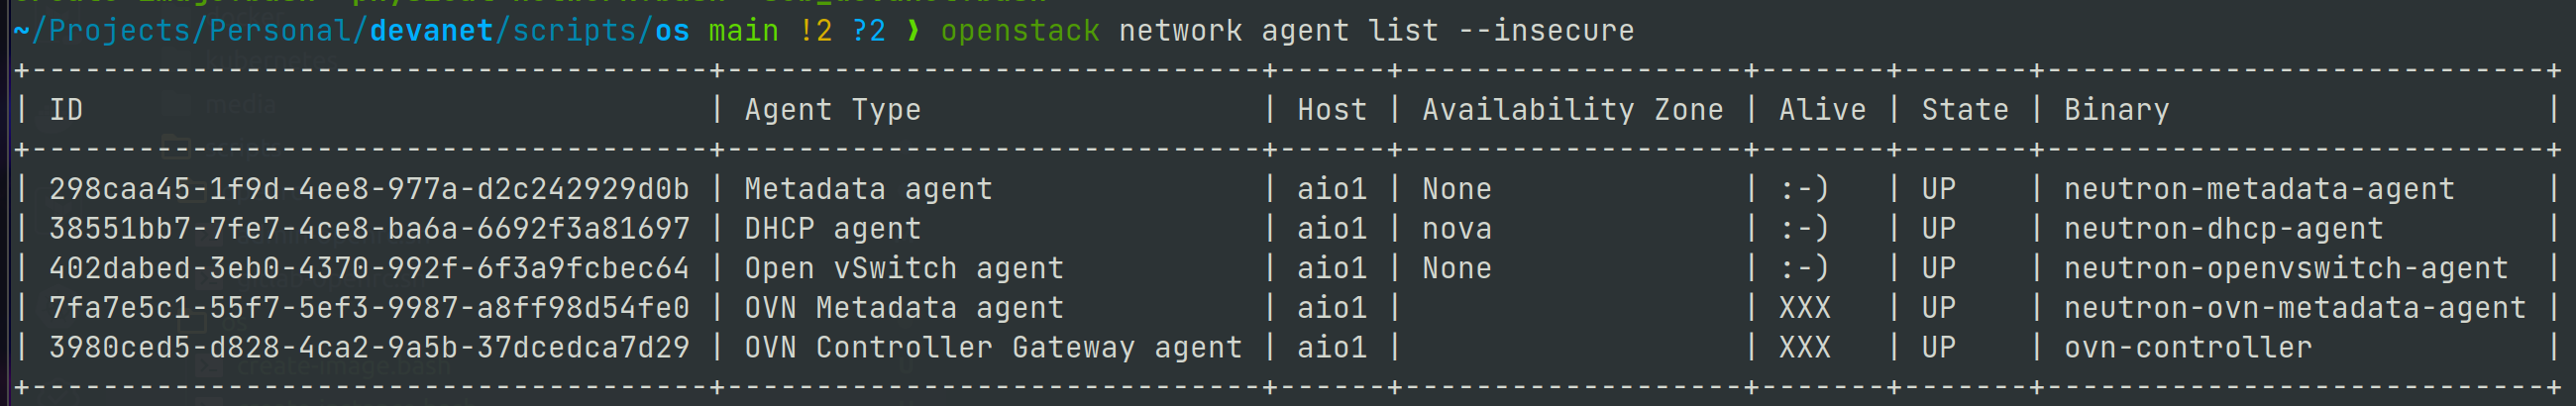 ~/Projects/Personal/devanet/scripts/os main !2 ?2 ❯ openstack network agent list --insecure
+--------------------------------------+------------------------------+------+-------------------+-------+-------+----------------------------+
| ID                                   | Agent Type                   | Host | Availability Zone | Alive | State | Binary                     |
+--------------------------------------+------------------------------+------+-------------------+-------+-------+----------------------------+
| 298caa45-1f9d-4ee8-977a-d2c242929d0b | Metadata agent               | aio1 | None              | :-)   | UP    | neutron-metadata-agent     |
| 38551bb7-7fe7-4ce8-ba6a-6692f3a81697 | DHCP agent                   | aio1 | nova              | :-)   | UP    | neutron-dhcp-agent         |
| 402dabed-3eb0-4370-992f-6f3a9fcbec64 | Open vSwitch agent           | aio1 | None              | :-)   | UP    | neutron-openvswitch-agent  |
| 7fa7e5c1-55f7-5ef3-9987-a8ff98d54fe0 | OVN Metadata agent           | aio1 |                   | XXX   | UP    | neutron-ovn-metadata-agent |
| 3980ced5-d828-4ca2-9a5b-37dcedca7d29 | OVN Controller Gateway agent | aio1 |                   | XXX   | UP    | ovn-controller             |
+--------------------------------------+------------------------------+------+-------------------+-------+-------+----------------------------+